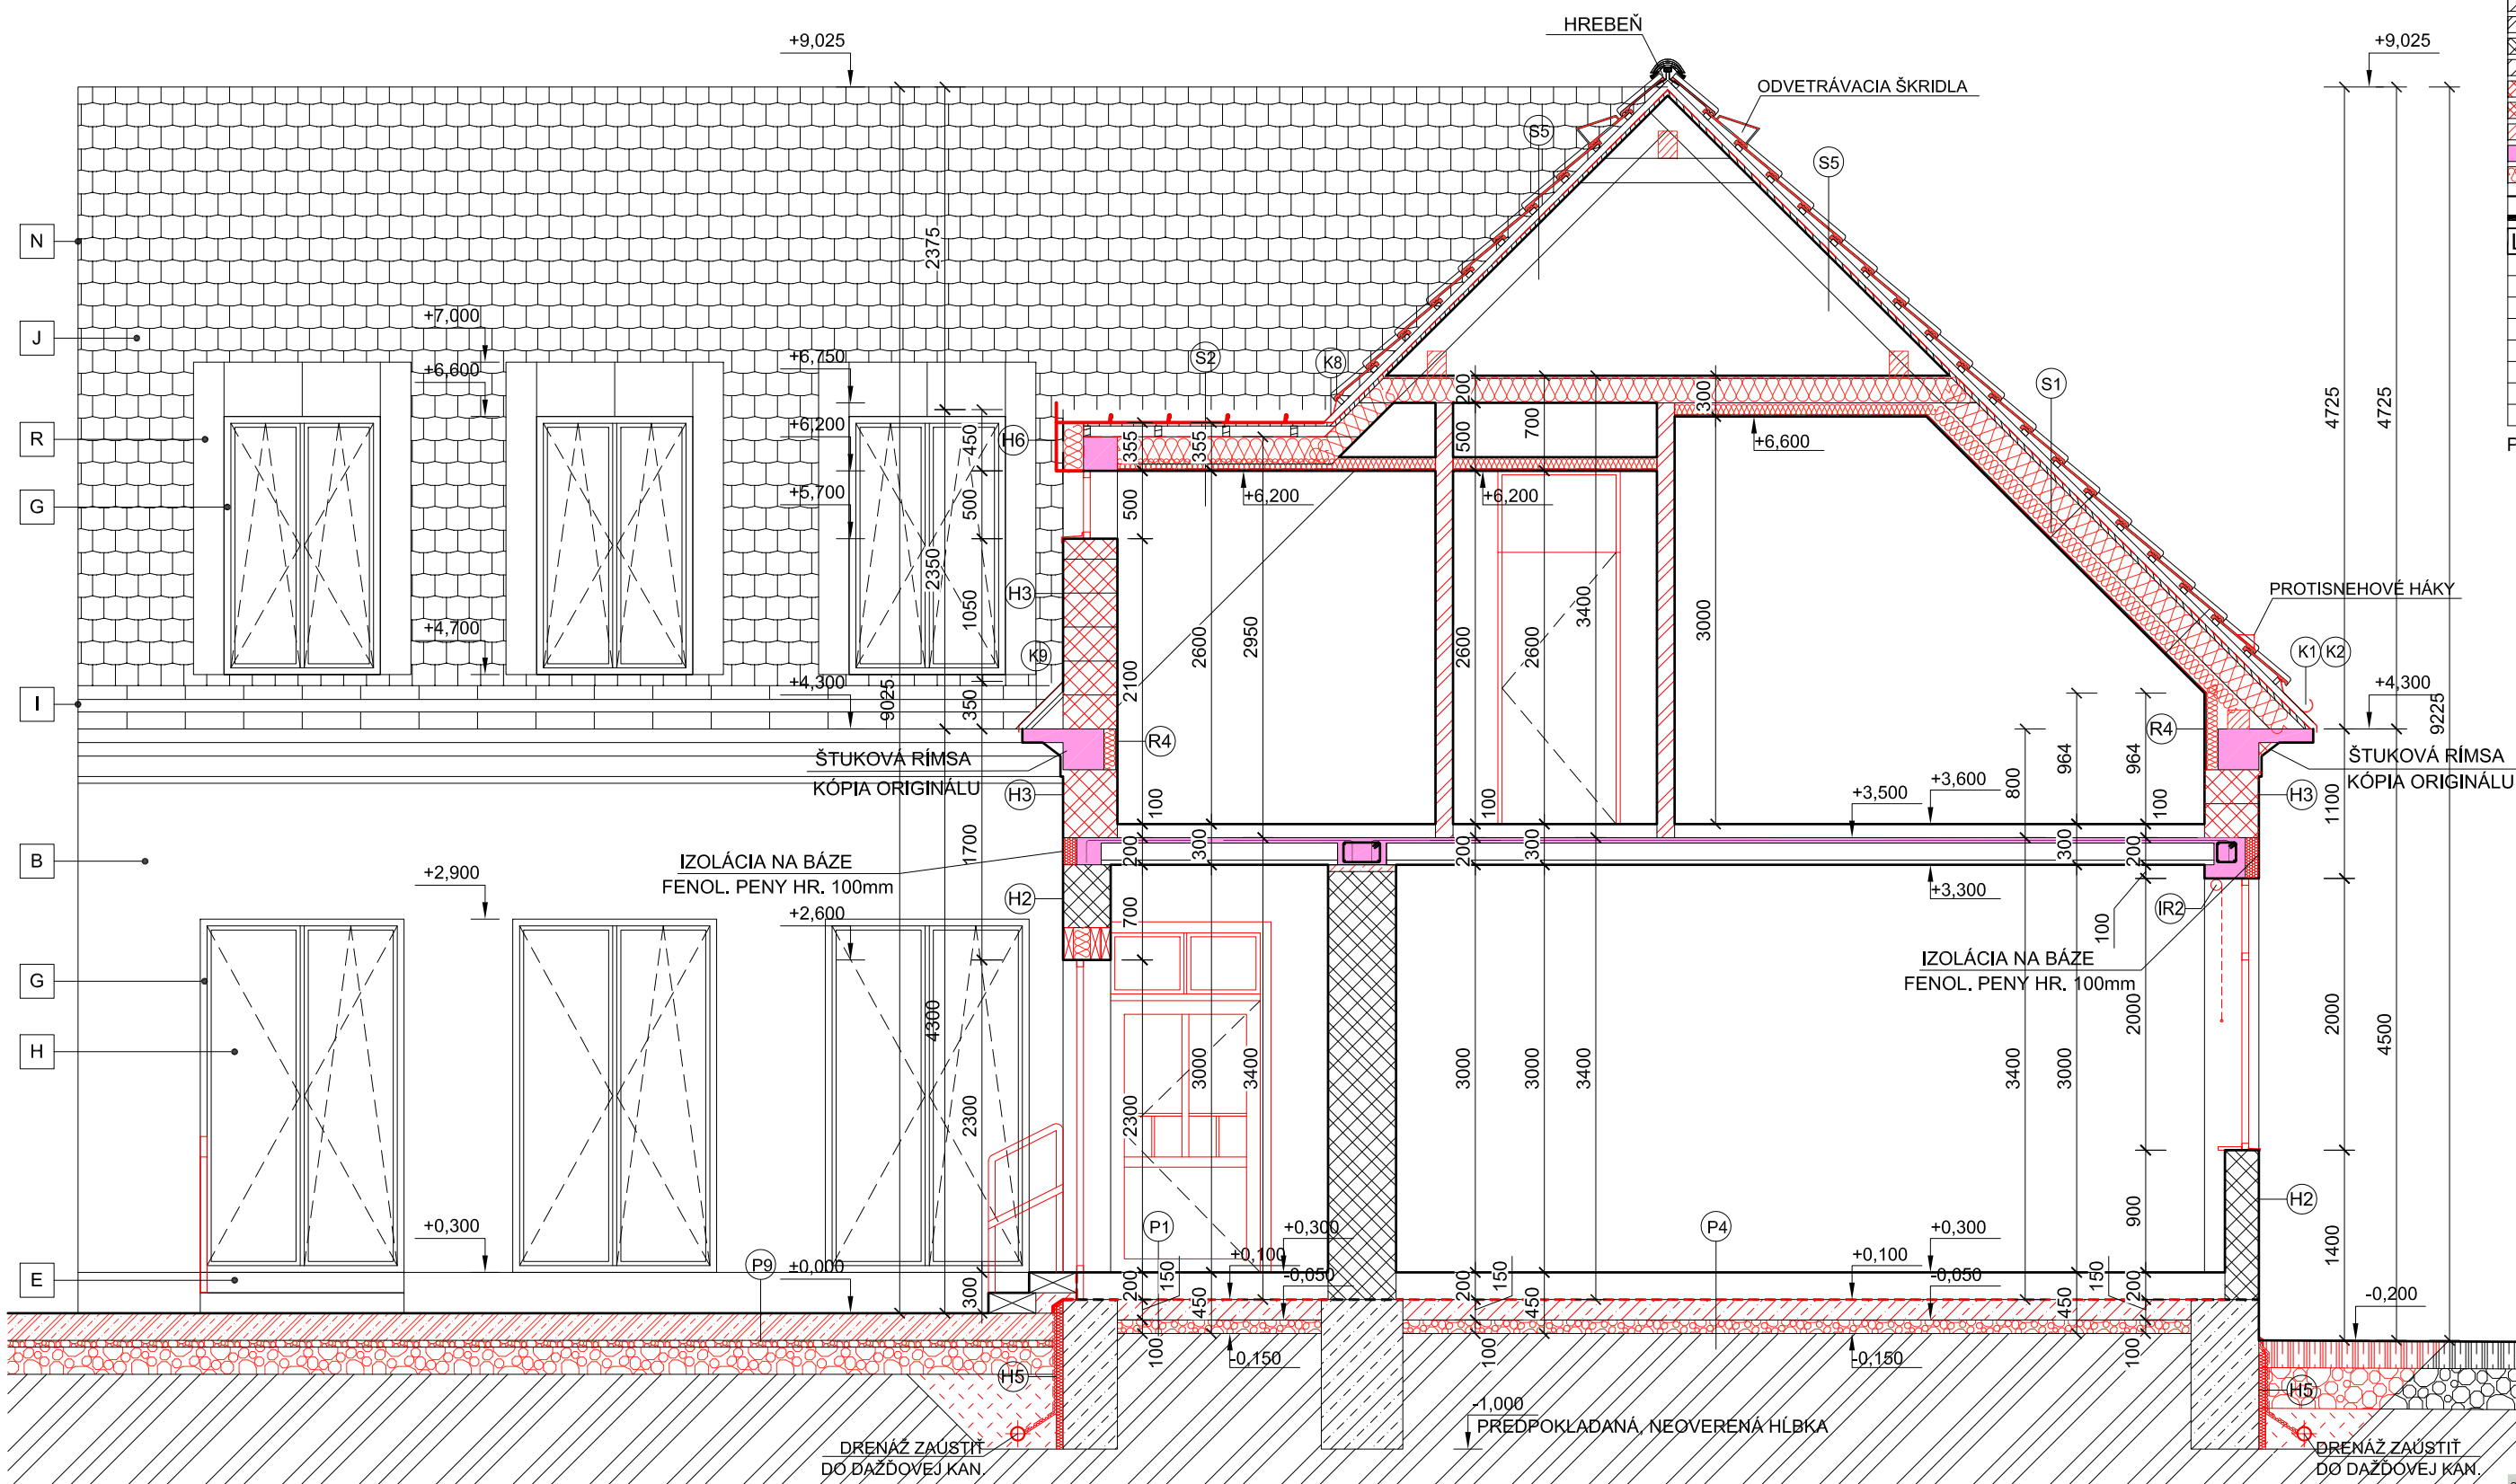 HREBEŇ
+9,025
+9,025
ODVETRÁVACIA ŠKRIDLA
S5
S5
N
2375
J
+7,000
+6,600
+6,750
+6,200
+5,700
S2
K8
S1
200
700
300
500
4725
4725
R
H6
450
355
355
+6,600
G
500
500
+6,200
+6,200
2350
1050
H3
K9
2100
2600
2950
2600
2600
3400
3000
PROTISNEHOVÉ HÁKY
K1
K2
+4,700
+4,300
+4,300
9025
350
9225
I
R4
R4
ŠTUKOVÁ RÍMSA
KÓPIA ORIGINÁLU
ŠTUKOVÁ RÍMSA
KÓPIA ORIGINÁLU
H3
H3
100
100
+3,500
+3,600
800
964
964
100
1100
B
1700
200
300
200
300
300
200
IZOLÁCIA NA BÁZE
FENOL. PENY HR. 100mm
+2,900
+2,600
H2
700
+3,300
IR2
100
IZOLÁCIA NA BÁZE
FENOL. PENY HR. 100mm
G
H
4300
2300
2300
3000
3400
3000
3000
3400
3400
3000
2000
2000
4500
900
1400
H2
+0,300
P9
±0,000
P1
+0,300
+0,100
-0,050
P4
+0,300
+0,100
-0,050
E
300
200
150
450
100
200
150
450
100
450
150
200
100
-0,200
-0,150
-0,150
H5
H5
-1,000
PREDPOKLADANÁ, NEOVERENÁ HĹBKA
DRENÁŽ ZAÚSTIŤ
DO DAŽĎOVEJ KAN.
DRENÁŽ ZAÚSTIŤ
DO DAŽĎOVEJ KAN.